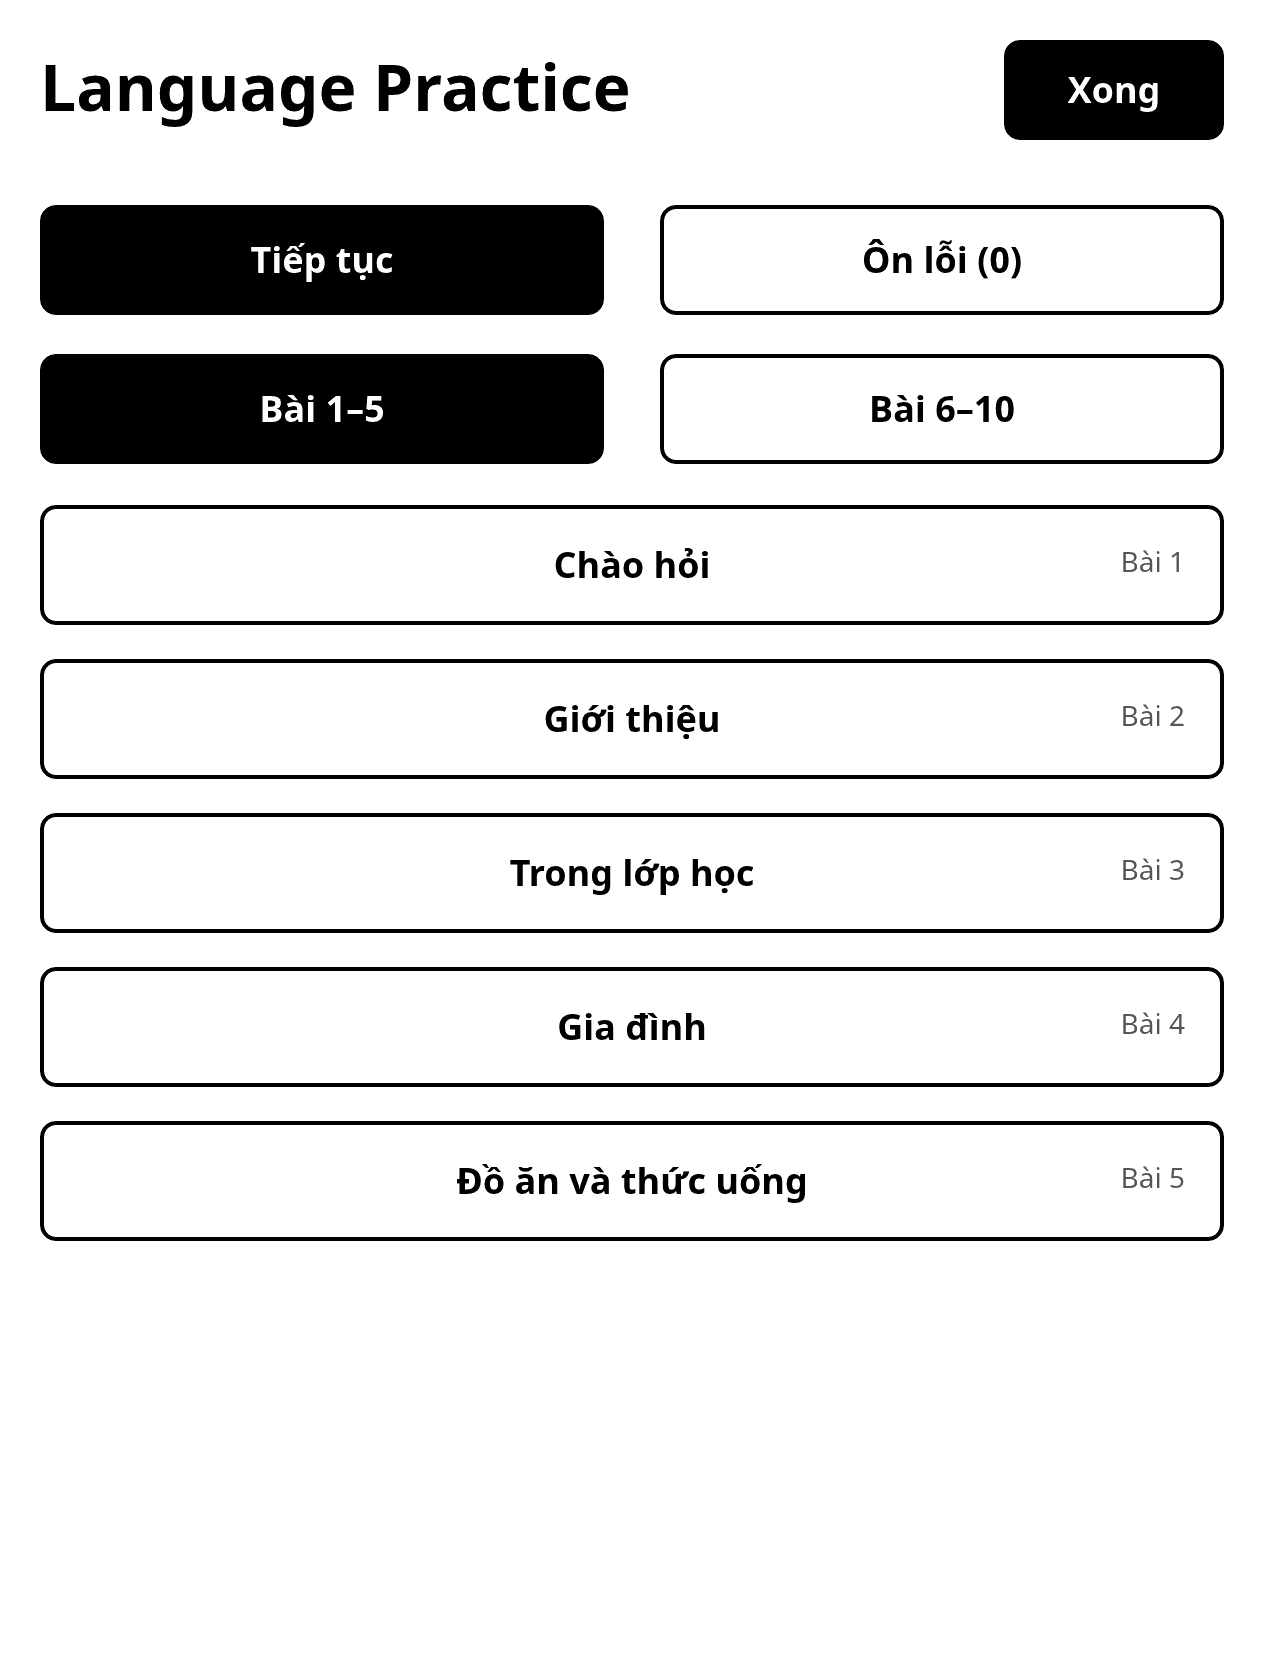 Language Practice
Xong
Tiếp tục
Ôn lỗi (0)
Bài 1–5
Bài 6–10
Chào hỏi
Bài 1
Giới thiệu
Bài 2
Trong lớp học
Bài 3
Gia đình
Bài 4
Đồ ăn và thức uống
Bài 5